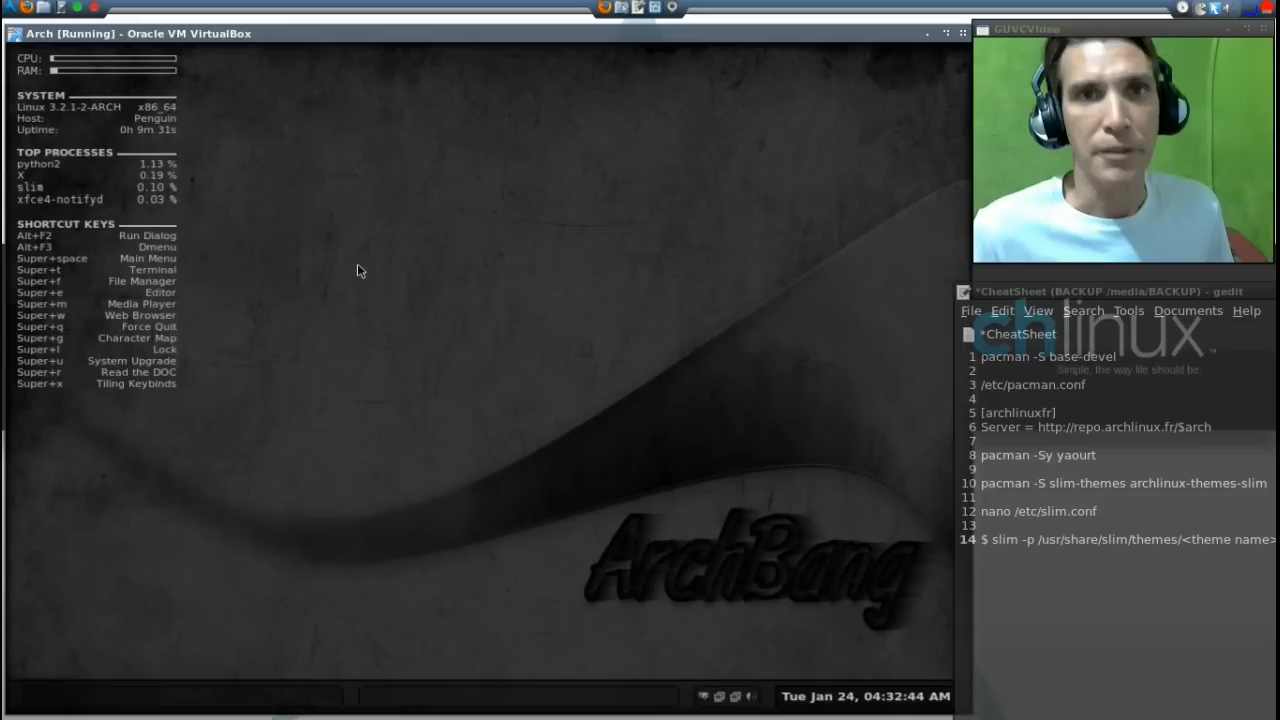 Arch [Running] - Oracle VM VirtualBox
CPU:
RAM:
SYSTEM
Linux 3.2.1-2-ARCH x86_64
Host: Penguin
Uptime: 0h 9m 31s
TOP PROCESSES
python2 1.13 %
X 0.19 %
slim 0.10 %
xfce4-notifyd 0.03 %
SHORTCUT KEYS
Alt+F2 Run Dialog
Alt+F3 Dmenu
Super+space Main Menu
Super+t Terminal
Super+f File Manager
Super+e Editor
Super+m Media Player
Super+w Web Browser
Super+q Force Quit
Super+g Character Map
Super+l Lock
Super+u System Upgrade
Super+r Read the DOC
Super+x Tiling Keybinds
ArchBang
Tue Jan 24, 04:32:44 AM
GUVCVideo
*CheatSheet (BACKUP /media/BACKUP) - gedit
File Edit View Search Tools Documents Help
chlinux
*CheatSheet
Simple, the way life should be.
1 pacman -S base-devel
2
3 /etc/pacman.conf
4
5 [archlinuxfr]
6 Server = http://repo.archlinux.fr/$arch
7
8 pacman -Sy yaourt
9
10 pacman -S slim-themes archlinux-themes-slim
11
12 nano /etc/slim.conf
13
14 $ slim -p /usr/share/slim/themes/<theme name>